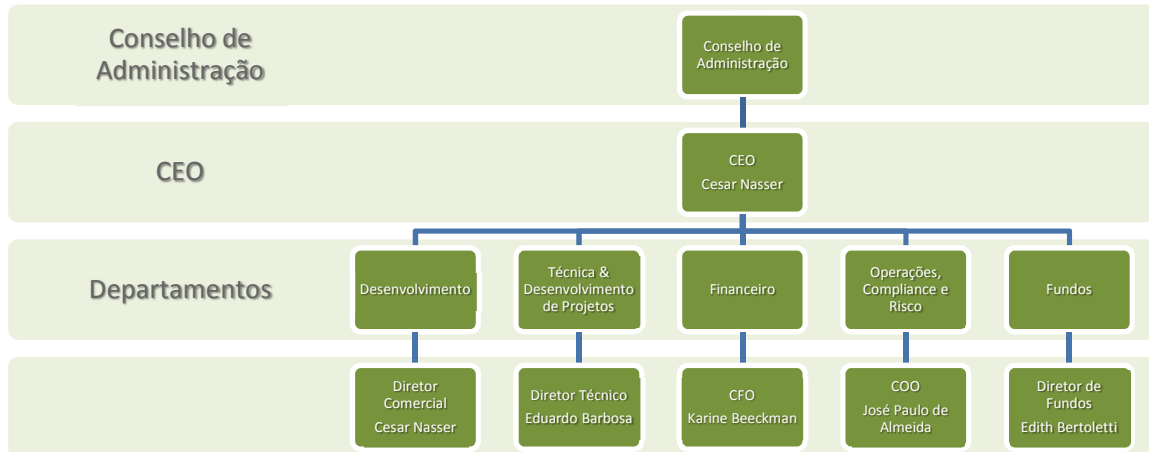 Conselho de
Administração
Conselho de
Administração
CEO
CEO
Cesar Nasser
Departamentos
Desenvolvimento
Técnica &
Desenvolvimento
de Projetos
Financeiro
Operações,
Compliance e
Risco
Fundos
Diretor
Comercial
Cesar Nasser
Diretor Técnico
Eduardo Barbosa
CFO
Karine Beeckman
COO
José Paulo de
Almeida
Diretor de
Fundos
Edith Bertoletti